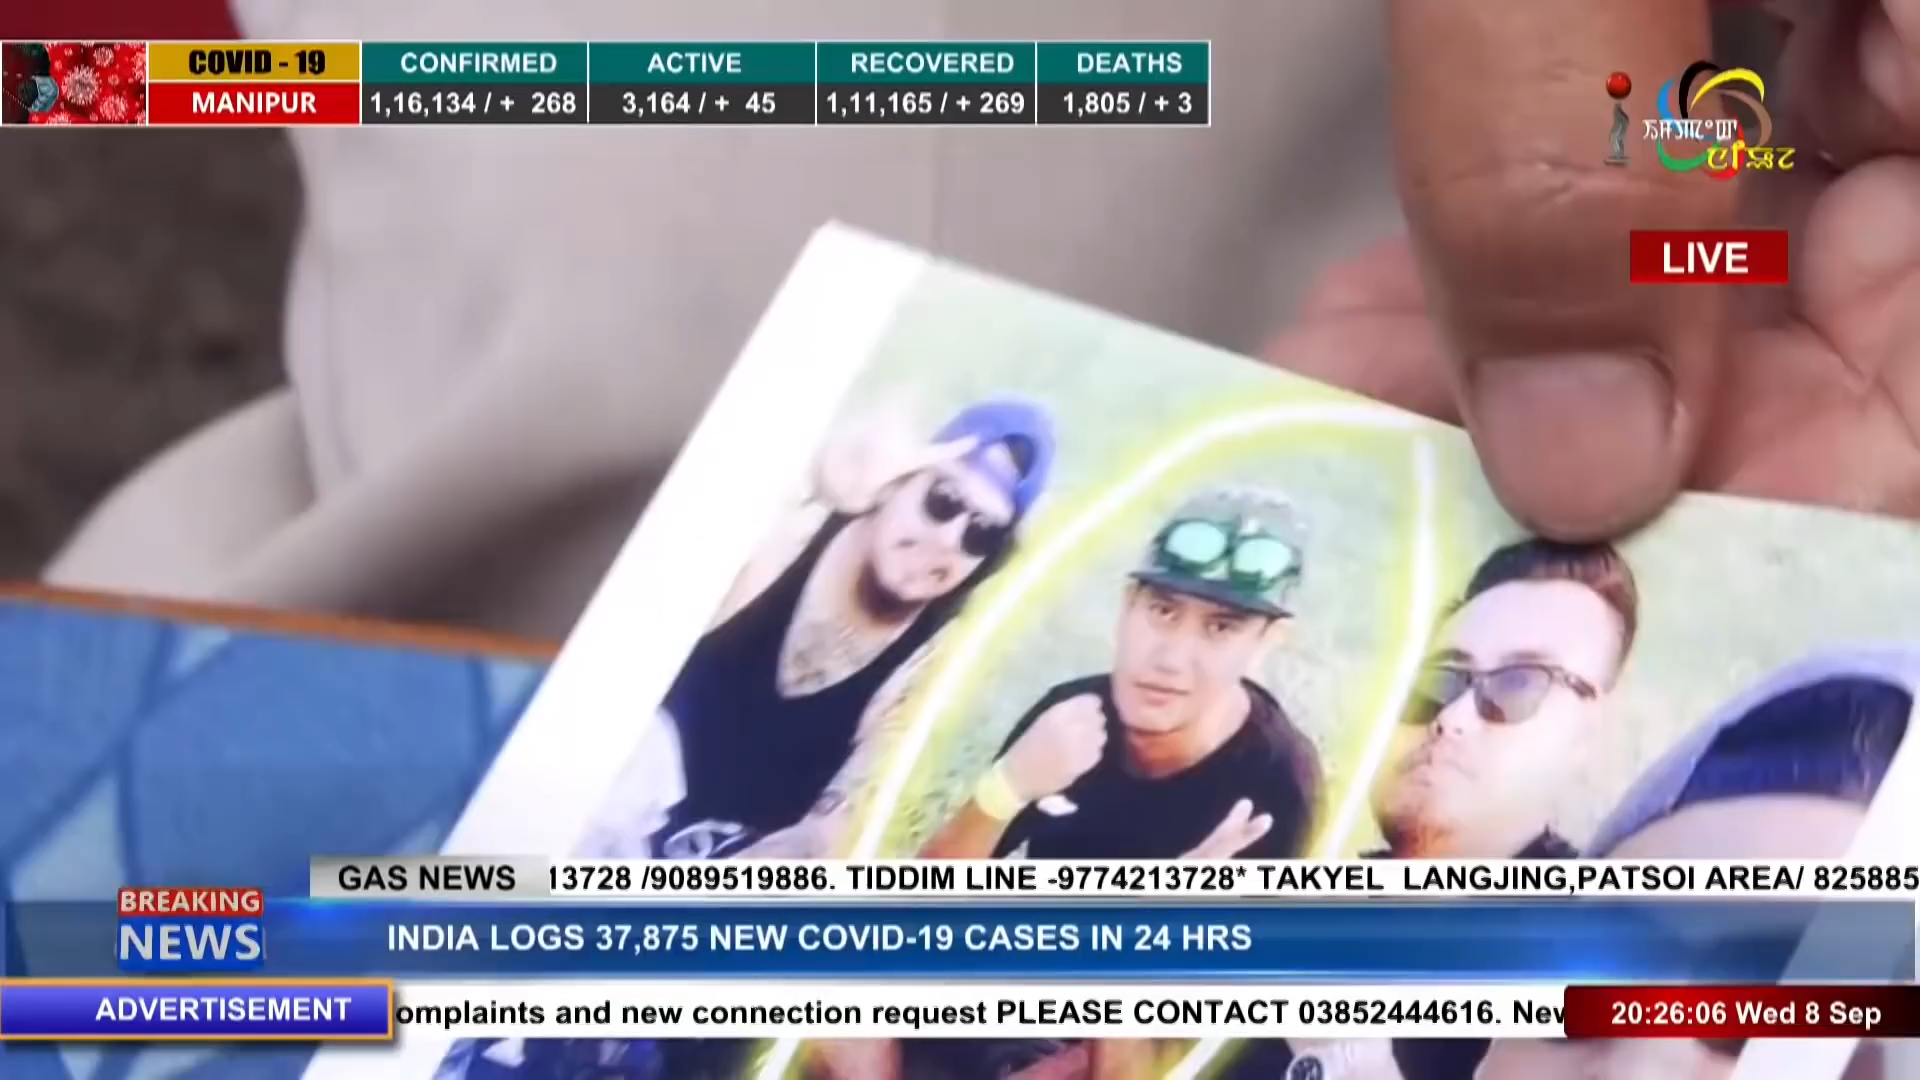 COVID - 19
MANIPUR
CONFIRMED
1,16,134 / + 268
ACTIVE
3,164 / + 45
RECOVERED
1,11,165 / + 269
DEATHS
1,805 / + 3
LIVE
GAS NEWS
13728 /9089519886. TIDDIM LINE -9774213728* TAKYEL LANGJING,PATSOI AREA/ 825885
BREAKING
NEWS
INDIA LOGS 37,875 NEW COVID-19 CASES IN 24 HRS
ADVERTISEMENT
omplaints and new connection request PLEASE CONTACT 03852444616. New
20:26:06 Wed 8 Sep